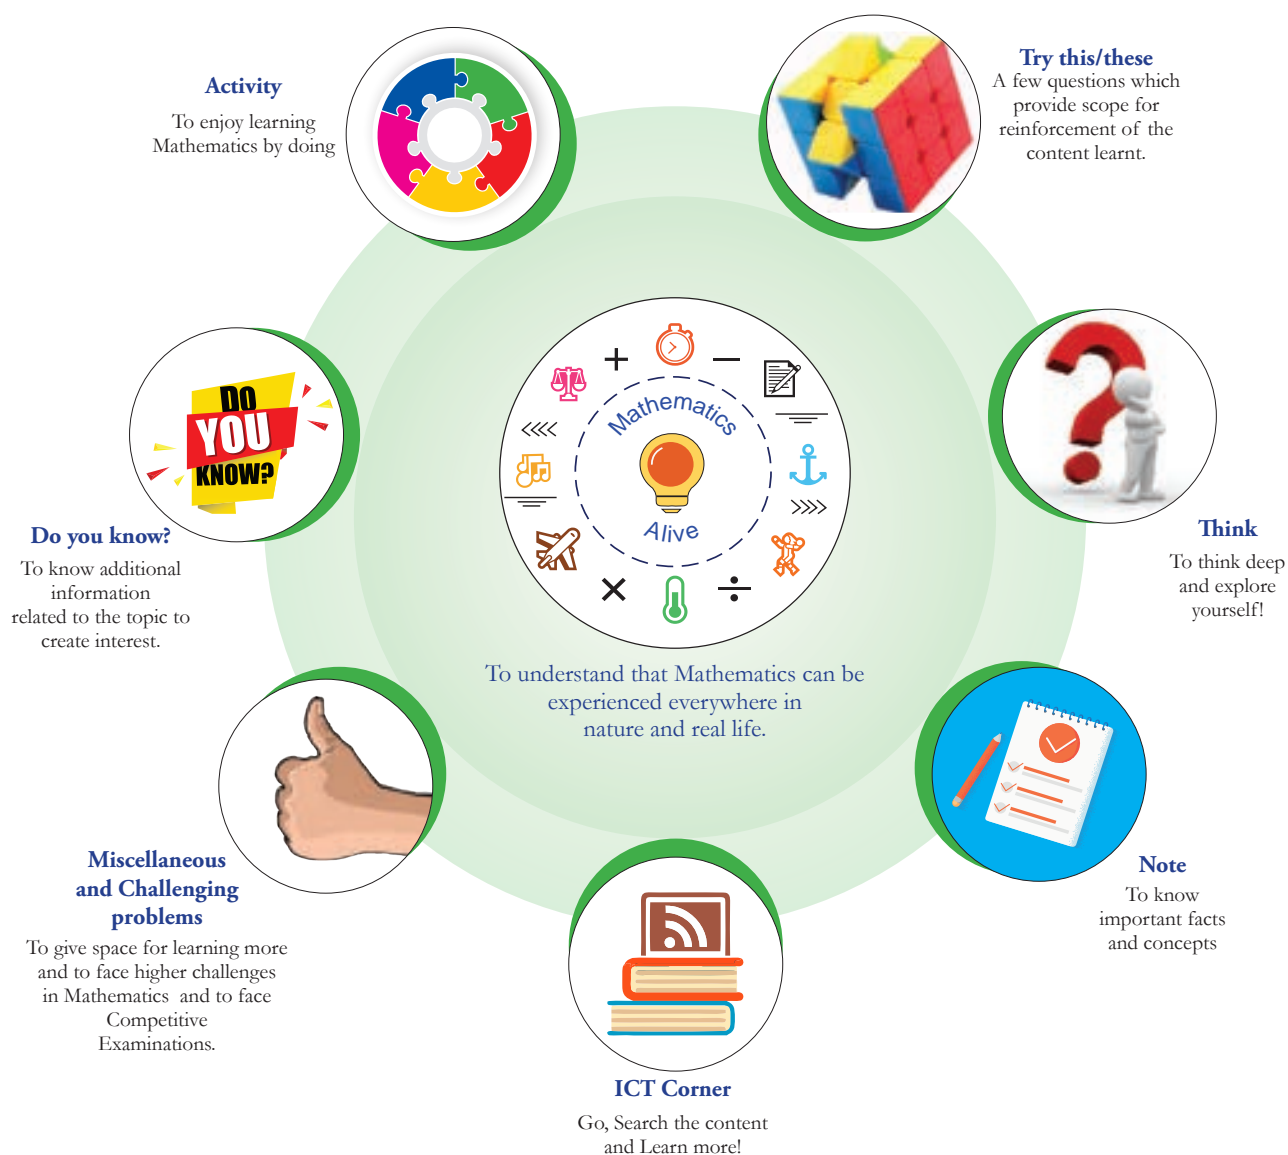 Activity
To enjoy learning
Mathematics by doing
Try this/these
A few questions which
provide scope for
reinforcement of the
content learnt.
DO
YOU
KNOW?
Do you know?
To know additional
information
related to the topic to
create interest.
Mathematics
Alive
To understand that Mathematics can be
experienced everywhere in
nature and real life.
Think
To think deep
and explore
yourself!
Miscellaneous
and Challenging
problems
To give space for learning more
and to face higher challenges
in Mathematics and to face
Competitive
Examinations.
Note
To know
important facts
and concepts
ICT Corner
Go, Search the content
and Learn more!